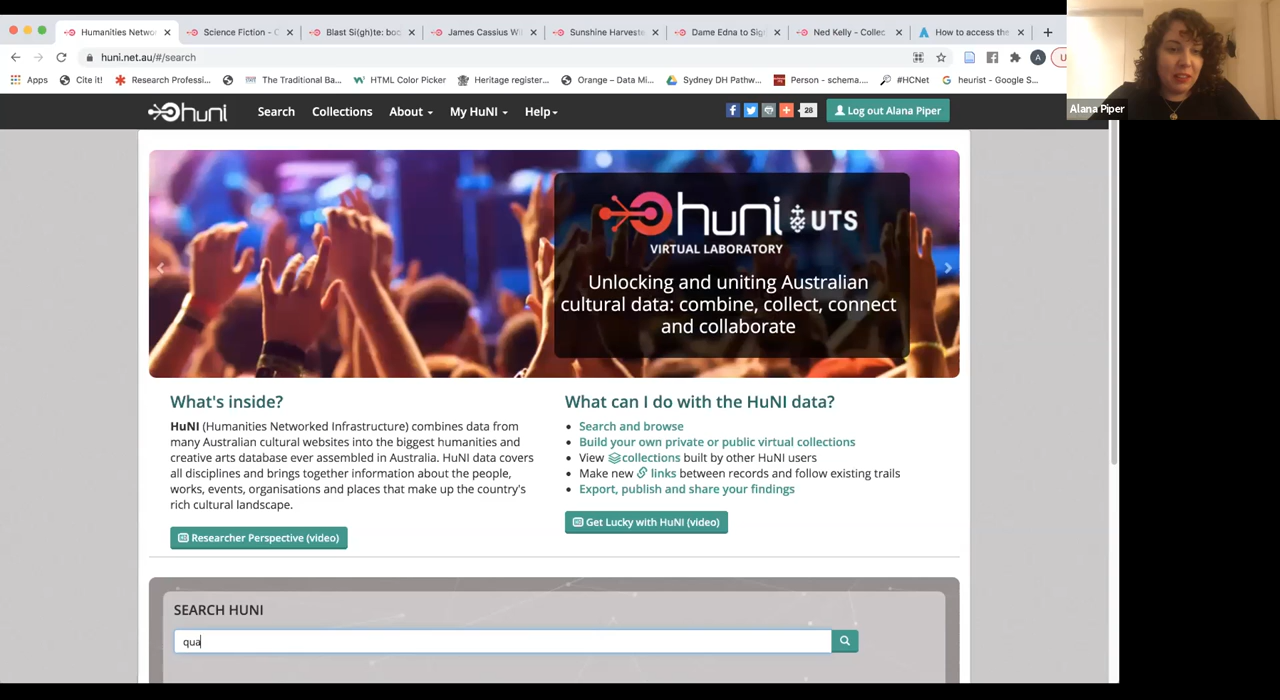 Humanities Networ
Science Fiction - C
Blast Si(gh)te: boc
James Cassius Wi
Sunshine Harveste
Dame Edna to Sig
Ned Kelly - Collec
How to access the
huni.net.au/#/search
A
U
Apps
Cite it!
Research Professi...
The Traditional Ba...
HTML Color Picker
Heritage register...
Orange – Data Mi...
Sydney DH Pathw...
Person - schema....
#HCNet
heurist - Google S...
Alana Piper
huni
Search
Collections
About
My HuNI
Help
28
Log out Alana Piper
huni UTS
VIRTUAL LABORATORY
Unlocking and uniting Australian
cultural data: combine, collect, connect
and collaborate
What's inside?
HuNI (Humanities Networked Infrastructure) combines data from
many Australian cultural websites into the biggest humanities and
creative arts database ever assembled in Australia. HuNI data covers
all disciplines and brings together information about the people,
works, events, organisations and places that make up the country's
rich cultural landscape.
Researcher Perspective (video)
What can I do with the HuNI data?
• Search and browse
• Build your own private or public virtual collections
• View collections built by other HuNI users
• Make new links between records and follow existing trails
• Export, publish and share your findings
Get Lucky with HuNI (video)
SEARCH HUNI
qua